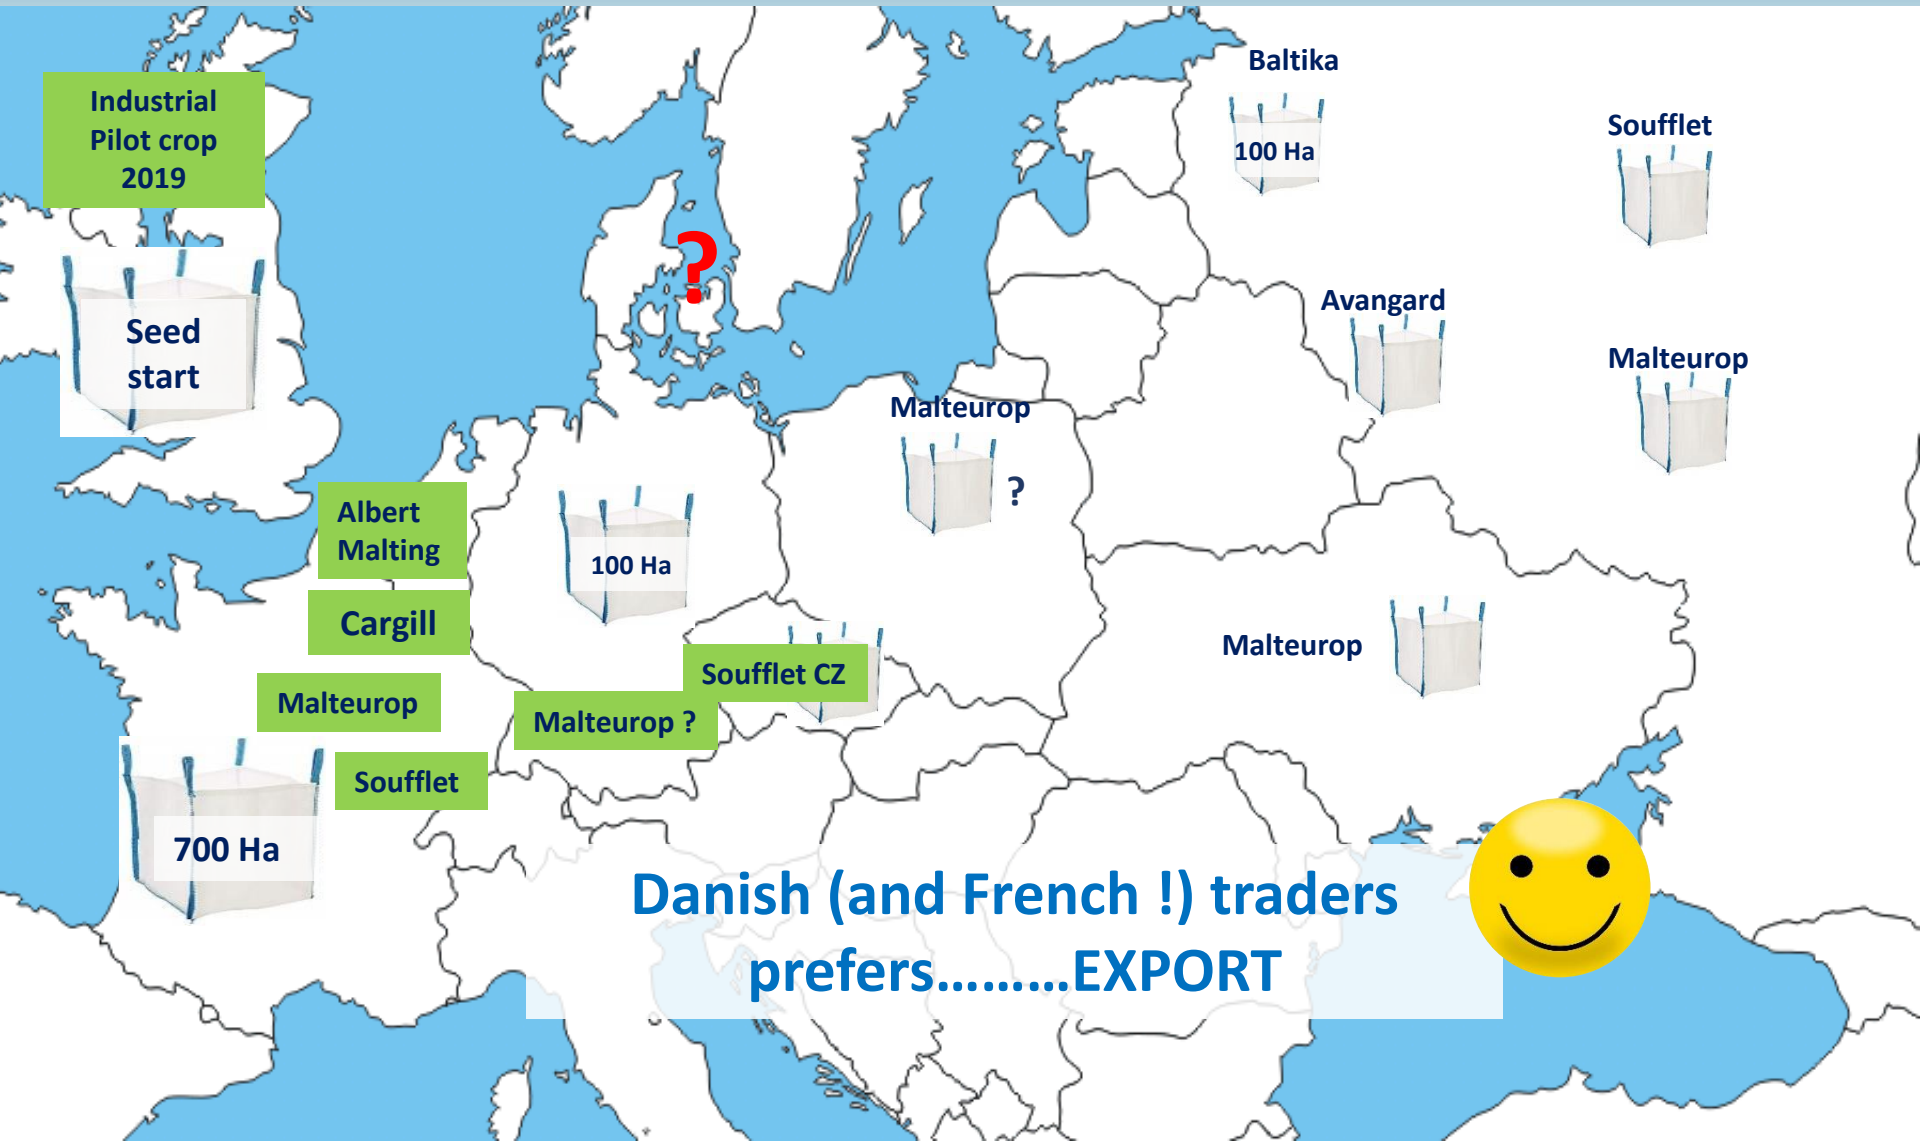 Industrial
Pilot crop
2019
Seed
start
Baltika
100 Ha
Soufflet
?
Avangard
Malteurop
Malteurop
?
Albert
Malting
100 Ha
Cargill
Malteurop
Soufflet CZ
Malteurop ?
Malteurop
Soufflet
700 Ha
Danish (and French !) traders
prefers.........EXPORT